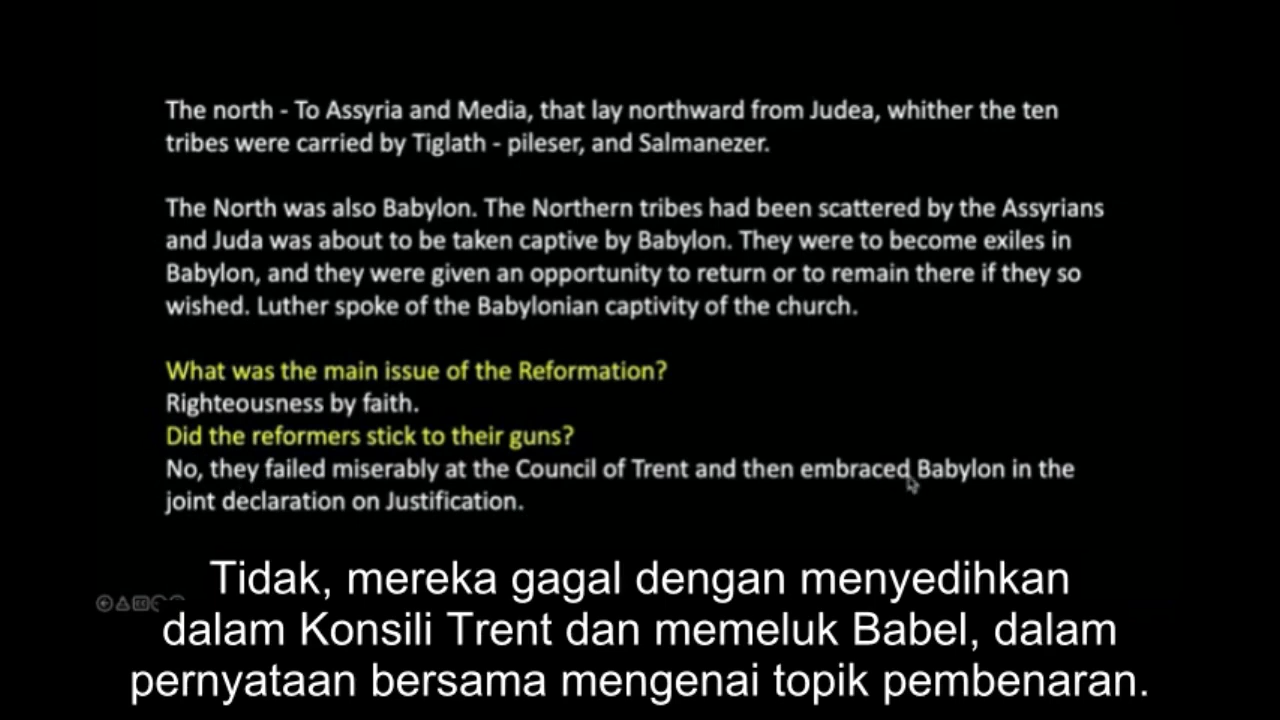 The north - To Assyria and Media, that lay northward from Judea, whither the ten
tribes were carried by Tiglath - pileser, and Salmanezer.
The North was also Babylon. The Northern tribes had been scattered by the Assyrians
and Juda was about to be taken captive by Babylon. They were to become exiles in
Babylon, and they were given an opportunity to return or to remain there if they so
wished. Luther spoke of the Babylonian captivity of the church.
What was the main issue of the Reformation?
Righteousness by faith.
Did the reformers stick to their guns?
No, they failed miserably at the Council of Trent and then embraced Babylon in the
joint declaration on Justification.
Tidak, mereka gagal dengan menyedihkan
dalam Konsili Trent dan memeluk Babel, dalam
pernyataan bersama mengenai topik pembenaran.